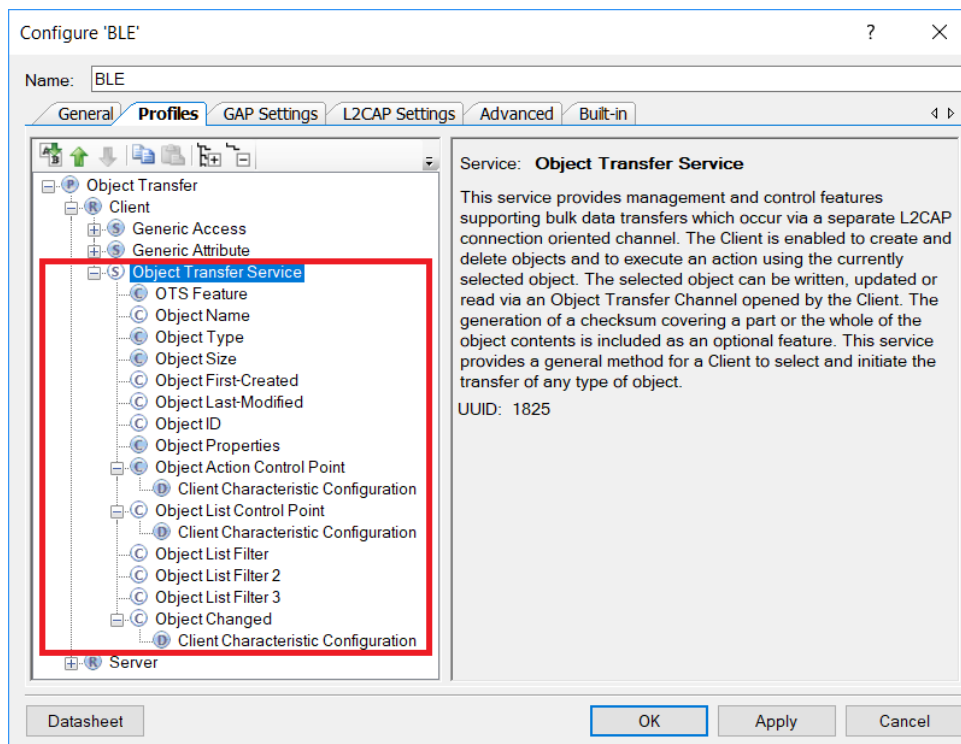 Configure 'BLE'
?
Name: BLE
General Profiles GAP Settings L2CAP Settings Advanced Built-in
Object Transfer
Client
Generic Access
Generic Attribute
Object Transfer Service
OTS Feature
Object Name
Object Type
Object Size
Object First-Created
Object Last-Modified
Object ID
Object Properties
Object Action Control Point
Client Characteristic Configuration
Object List Control Point
Client Characteristic Configuration
Object List Filter
Object List Filter 2
Object List Filter 3
Object Changed
Client Characteristic Configuration
Server
Service: Object Transfer Service
This service provides management and control features
supporting bulk data transfers which occur via a separate L2CAP
connection oriented channel. The Client is enabled to create and
delete objects and to execute an action using the currently
selected object. The selected object can be written, updated or
read via an Object Transfer Channel opened by the Client. The
generation of a checksum covering a part or the whole of the
object contents is included as an optional feature. This service
provides a general method for a Client to select and initiate the
transfer of any type of object.
UUID: 1825
Datasheet OK Apply Cancel